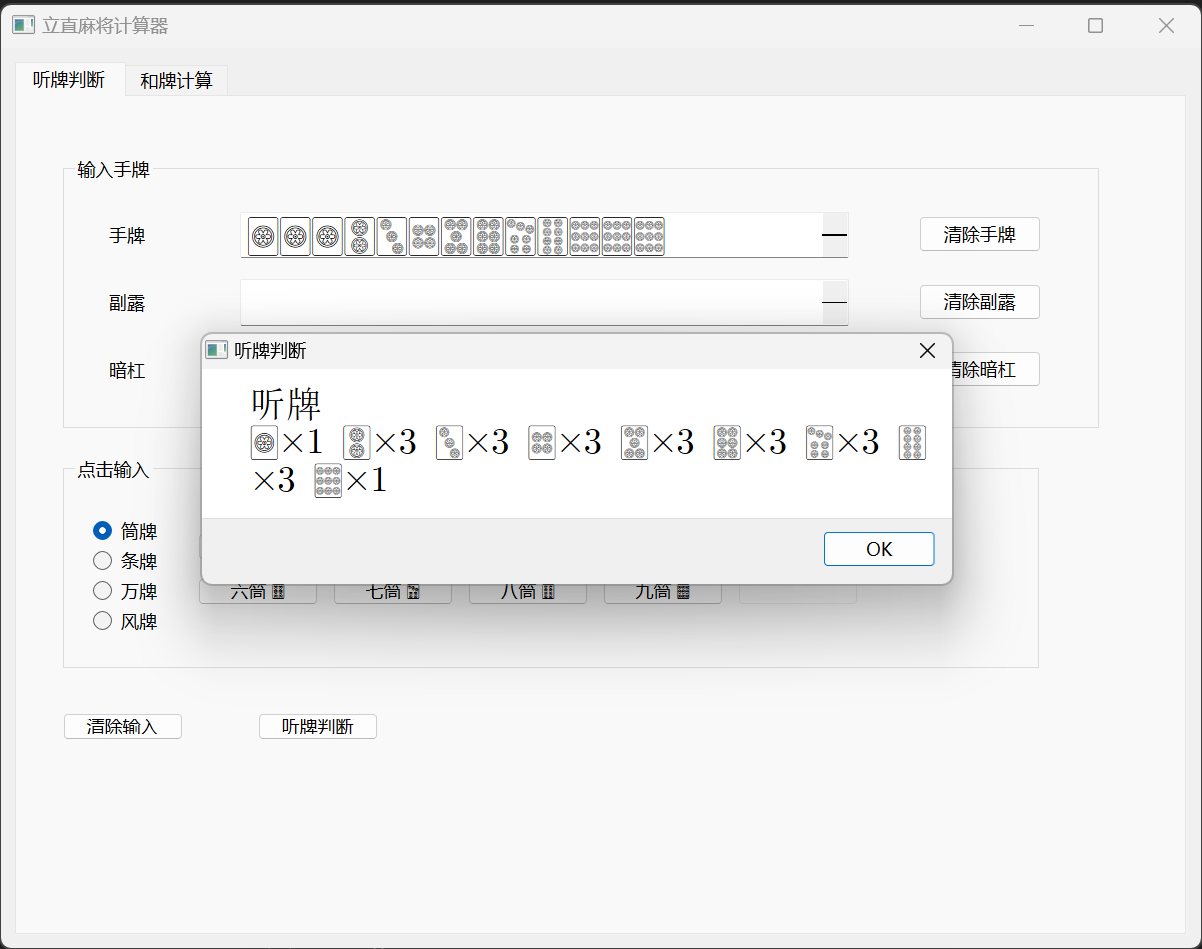 立直麻将计算器
听牌判断 和牌计算
输入手牌
手牌 清除手牌
副露 清除副露
暗杠 清除暗杠
听牌判断
听牌
×1 ×3 ×3 ×3 ×3 ×3 ×3
×3 ×1
OK
点击输入
筒牌
条牌
万牌
风牌
六筒 七筒 八筒 九筒
清除输入 听牌判断